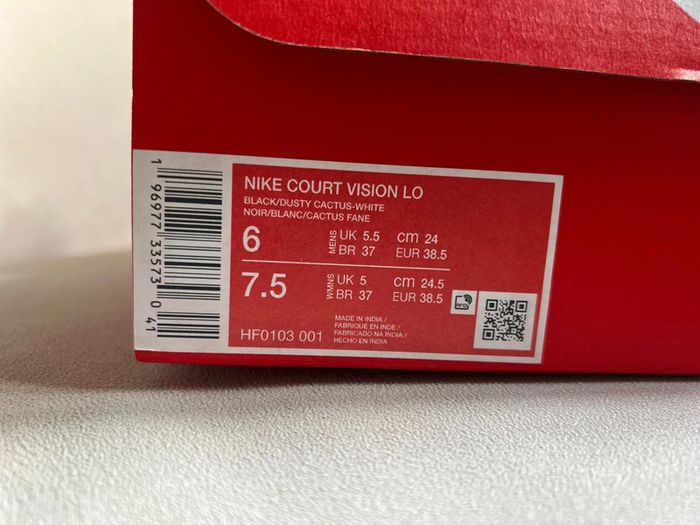 NIKE COURT VISION LO
BLACK/DUSTY CACTUS-WHITE
NOIR/BLANC/CACTUS FANE
6 MENS UK 5.5 cm 24
BR 37 EUR 38.5
7.5 WMNS UK 5 cm 24.5
BR 37 EUR 38.5
HF0103 001
MADE IN INDIA /
FABRIQUE EN INDE /
FABRICADO NA ÍNDIA /
HECHO EN INDIA
RFID
1 96977 33573 0 41